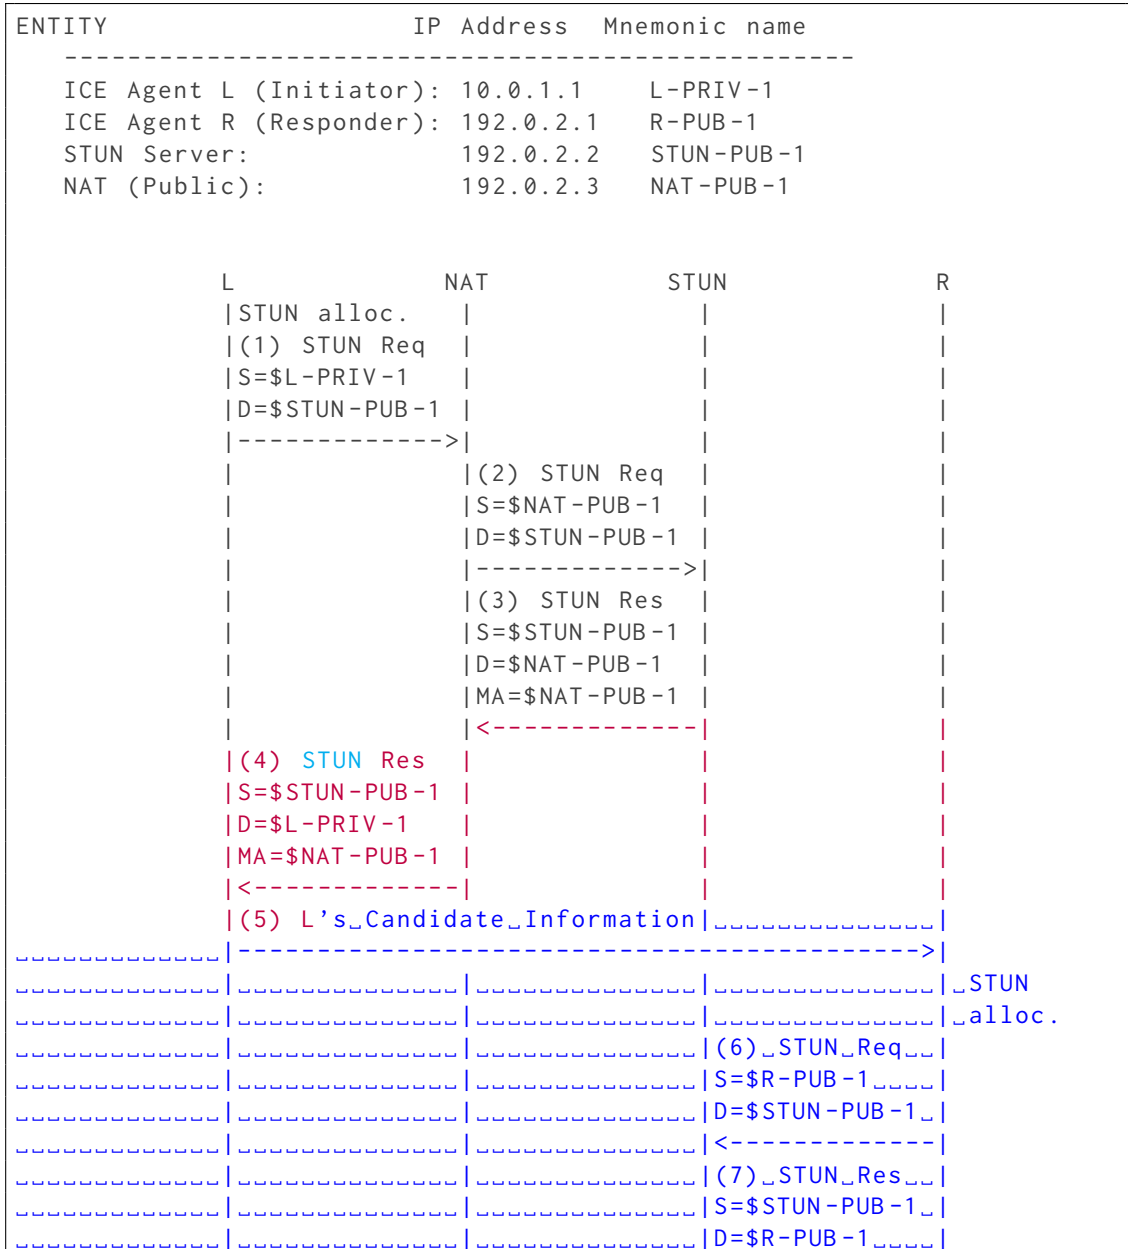 ENTITY                   IP Address  Mnemonic name
   --------------------------------------------------
   ICE Agent L (Initiator): 10.0.1.1    L-PRIV-1
   ICE Agent R (Responder): 192.0.2.1   R-PUB-1
   STUN Server:             192.0.2.2   STUN-PUB-1
   NAT (Public):            192.0.2.3   NAT-PUB-1

             L             NAT           STUN             R
             |STUN alloc.   |              |              |
             |(1) STUN Req  |              |              |
             |S=$L-PRIV-1   |              |              |
             |D=$STUN-PUB-1 |              |              |
             |------------->|              |              |
             |              |(2) STUN Req  |              |
             |              |S=$NAT-PUB-1  |              |
             |              |D=$STUN-PUB-1 |              |
             |              |------------->|              |
             |              |(3) STUN Res  |              |
             |              |S=$STUN-PUB-1 |              |
             |              |D=$NAT-PUB-1  |              |
             |              |MA=$NAT-PUB-1 |              |
             |              |<-------------|              |
             |(4) STUN Res  |              |              |
             |S=$STUN-PUB-1 |              |              |
             |D=$L-PRIV-1   |              |              |
             |MA=$NAT-PUB-1 |              |              |
             |<-------------|              |              |
             |(5) L’s␣Candidate␣Information|␣␣␣␣␣␣␣␣␣␣␣␣␣␣|
␣␣␣␣␣␣␣␣␣␣␣␣␣|------------------------------------------->|
␣␣␣␣␣␣␣␣␣␣␣␣␣|␣␣␣␣␣␣␣␣␣␣␣␣␣␣|␣␣␣␣␣␣␣␣␣␣␣␣␣␣|␣␣␣␣␣␣␣␣␣␣␣␣␣␣|␣STUN
␣␣␣␣␣␣␣␣␣␣␣␣␣|␣␣␣␣␣␣␣␣␣␣␣␣␣␣|␣␣␣␣␣␣␣␣␣␣␣␣␣␣|␣␣␣␣␣␣␣␣␣␣␣␣␣␣|␣alloc.
␣␣␣␣␣␣␣␣␣␣␣␣␣|␣␣␣␣␣␣␣␣␣␣␣␣␣␣|␣␣␣␣␣␣␣␣␣␣␣␣␣␣|(6)␣STUN␣Req␣␣|
␣␣␣␣␣␣␣␣␣␣␣␣␣|␣␣␣␣␣␣␣␣␣␣␣␣␣␣|␣␣␣␣␣␣␣␣␣␣␣␣␣␣|S=$R-PUB-1␣␣␣␣|
␣␣␣␣␣␣␣␣␣␣␣␣␣|␣␣␣␣␣␣␣␣␣␣␣␣␣␣|␣␣␣␣␣␣␣␣␣␣␣␣␣␣|D=$STUN-PUB-1␣|
␣␣␣␣␣␣␣␣␣␣␣␣␣|␣␣␣␣␣␣␣␣␣␣␣␣␣␣|␣␣␣␣␣␣␣␣␣␣␣␣␣␣|<-------------|
␣␣␣␣␣␣␣␣␣␣␣␣␣|␣␣␣␣␣␣␣␣␣␣␣␣␣␣|␣␣␣␣␣␣␣␣␣␣␣␣␣␣|(7)␣STUN␣Res␣␣|
␣␣␣␣␣␣␣␣␣␣␣␣␣|␣␣␣␣␣␣␣␣␣␣␣␣␣␣|␣␣␣␣␣␣␣␣␣␣␣␣␣␣|S=$STUN-PUB-1␣|
␣␣␣␣␣␣␣␣␣␣␣␣␣|␣␣␣␣␣␣␣␣␣␣␣␣␣␣|␣␣␣␣␣␣␣␣␣␣␣␣␣␣|D=$R-PUB-1␣␣␣␣|